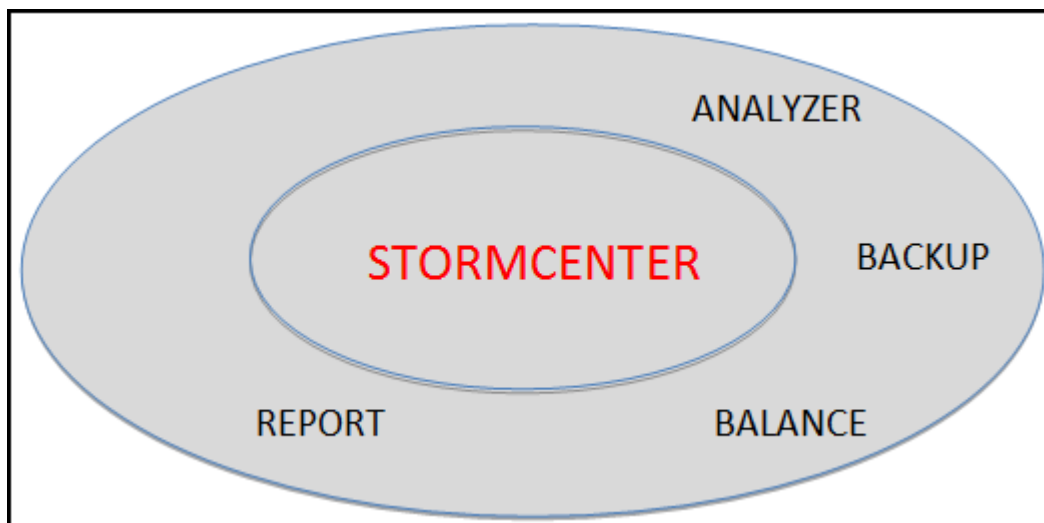 ANALYZER
BACKUP
STORMCENTER
REPORT
BALANCE